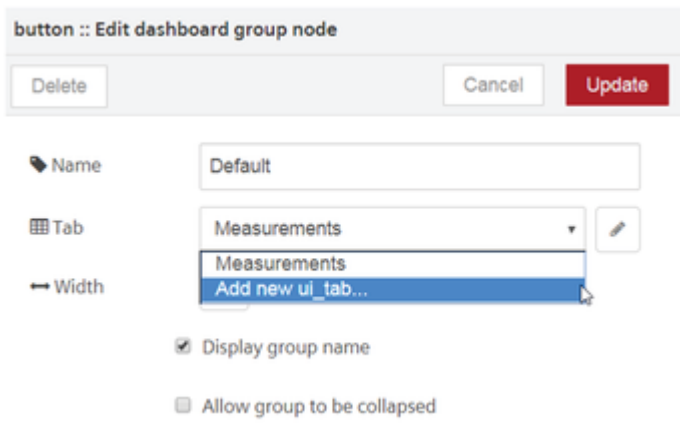 button :: Edit dashboard group node
Delete Cancel Update
Name Default
Tab Measurements
Measurements
Width Add new ui_tab...
Display group name
Allow group to be collapsed